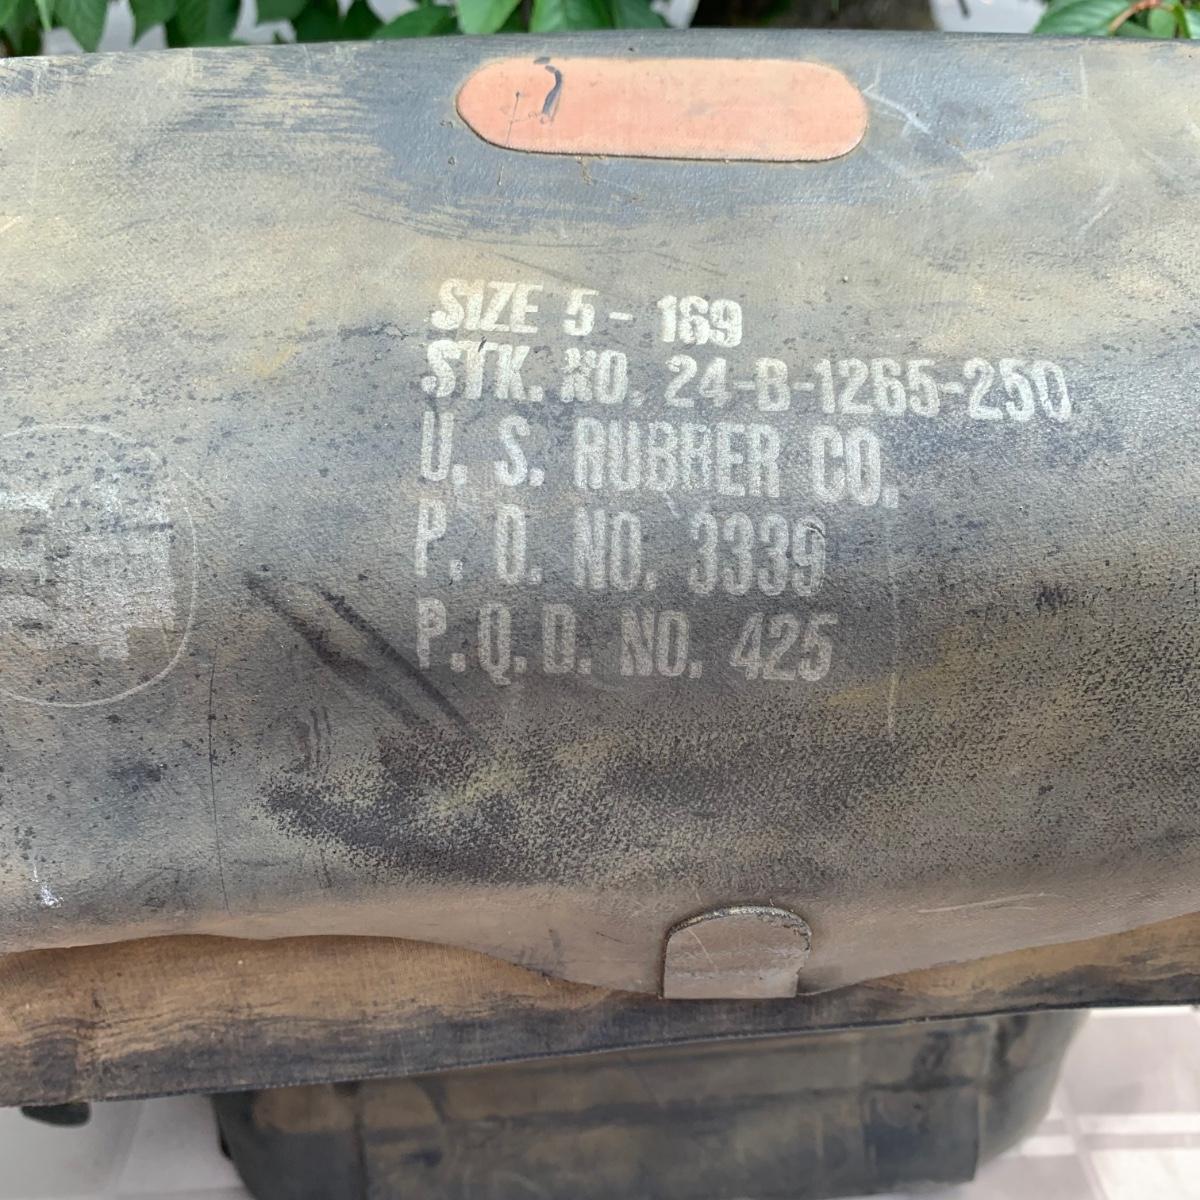 SIZE 5 - 169
STK. NO. 24-B-1265-250
U. S. RUBBER CO.
P. O. NO. 3339
P.Q.D. NO. 425